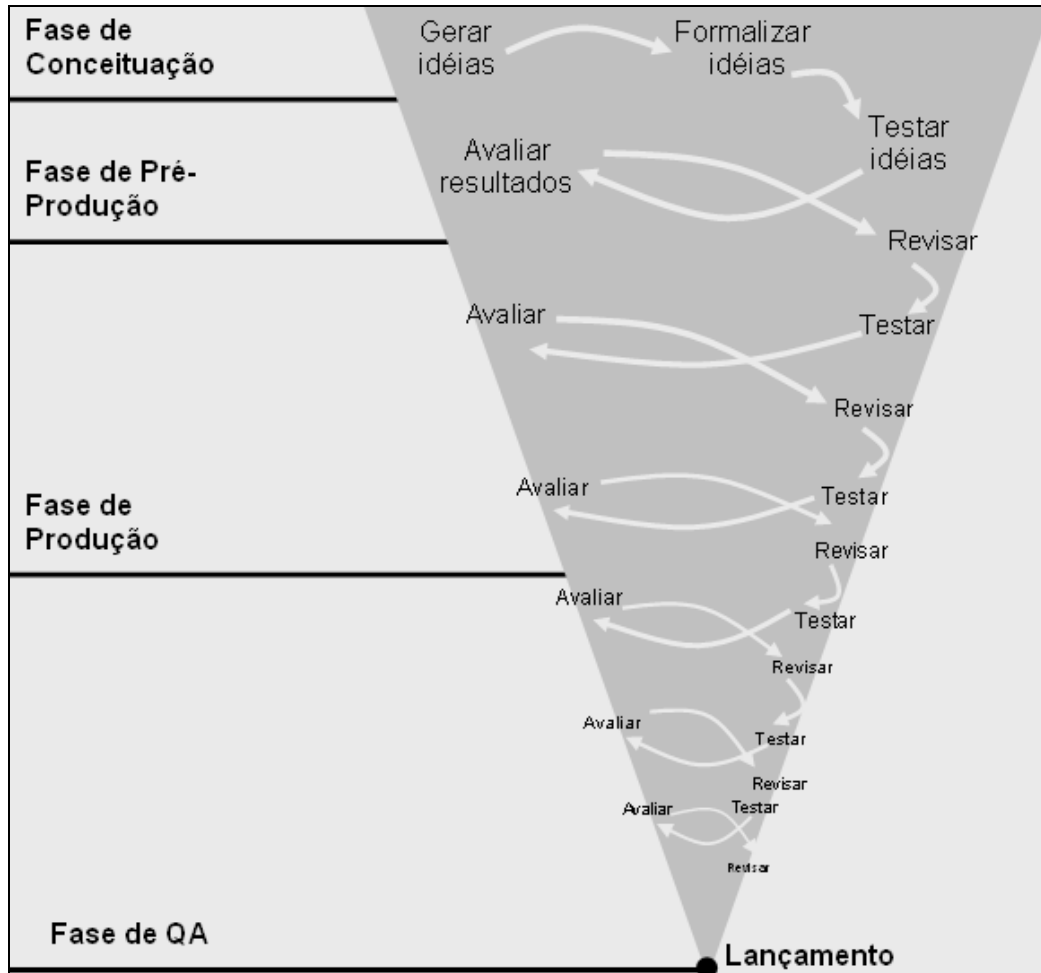 Fase de
Conceituação
Gerar
idéias
Formalizar
idéias
Testar
idéias
Fase de Pré-
Produção
Avaliar
resultados
Revisar
Avaliar
Testar
Revisar
Fase de
Produção
Avaliar
Testar
Revisar
Avaliar
Testar
Revisar
Avaliar
Testar
Revisar
Avaliar
Testar
Revisar
Fase de QA
Lançamento